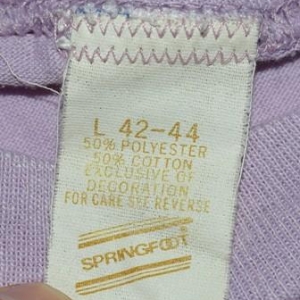 L 42-44
50% POLYESTER
50% COTTON
EXCLUSIVE OF
DECORATION
FOR CARE SEE REVERSE
SPRINGFOOT